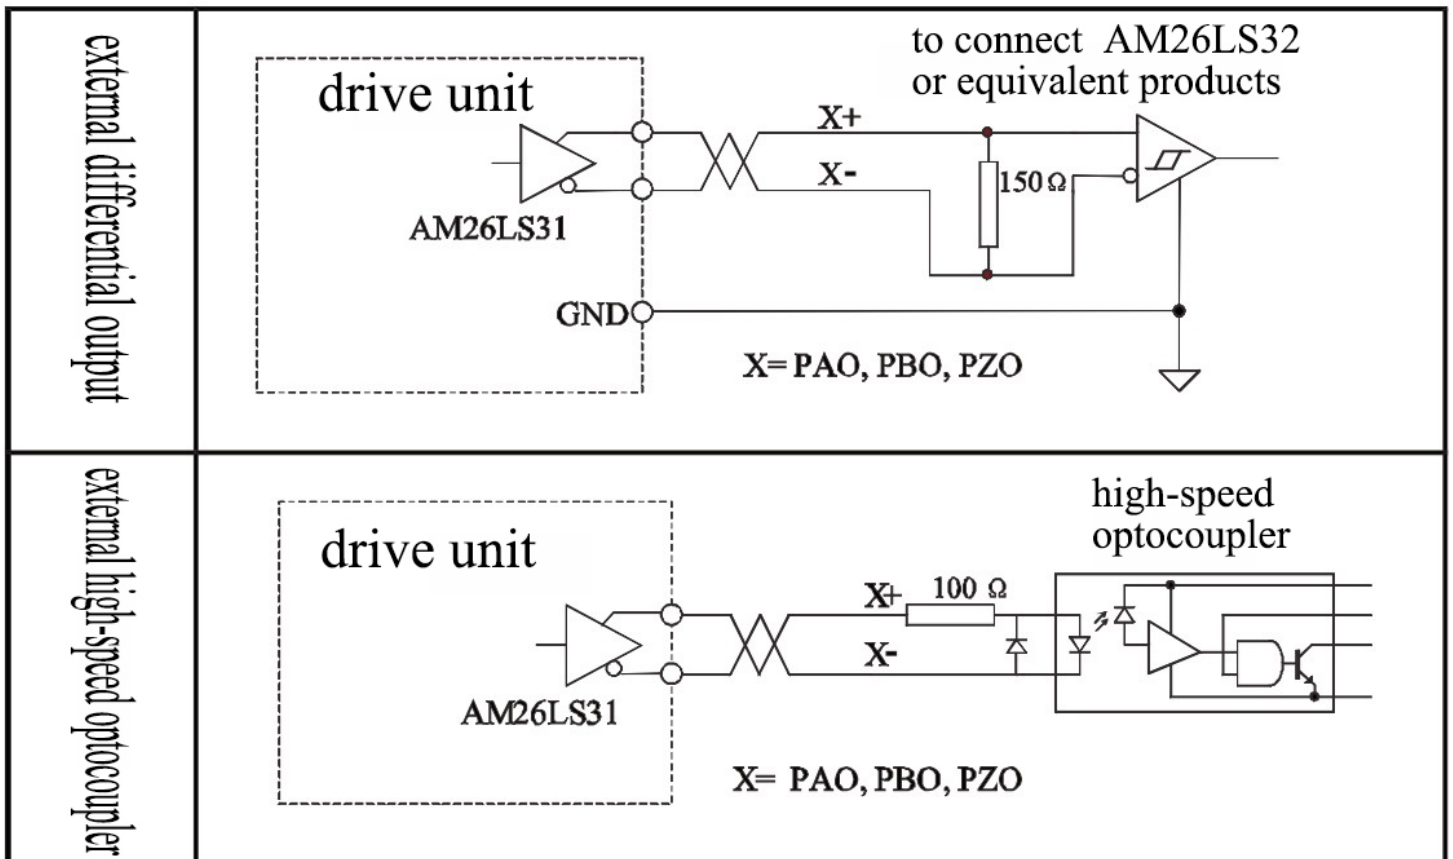 external differential output
drive unit
to connect AM26LS32
or equivalent products
X+
X-
150Ω
AM26LS31
GND
X= PAO, PBO, PZO
external high-speed optocoupler
drive unit
high-speed
optocoupler
X+
100 Ω
X-
AM26LS31
X= PAO, PBO, PZO